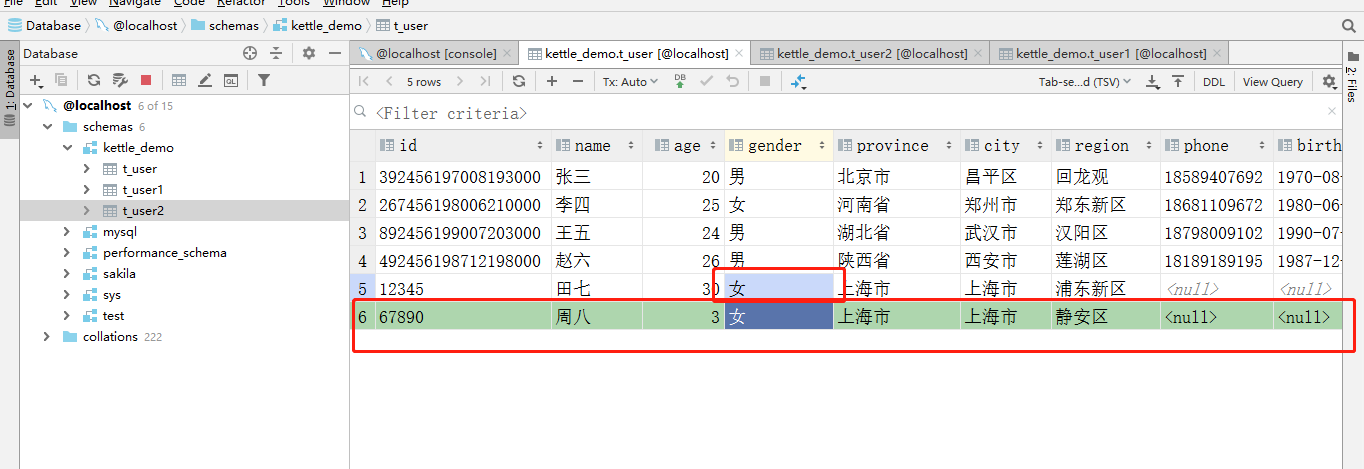 File Edit View Navigate Code Refactor Tools Window Help
Database @localhost schemas kettle_demo t_user
1: Database
Database
@localhost [console] kettle_demo.t_user [@localhost] kettle_demo.t_user2 [@localhost] kettle_demo.t_user1 [@localhost]
2: Files
5 rows Tx: Auto DB Tab-se...d (TSV) DDL View Query
QL
@localhost 6 of 15
schemas 6
kettle_demo
t_user
t_user1
t_user2
mysql
performance_schema
sakila
sys
test
collations 222
<Filter criteria>
id name age gender province city region phone birth
1 392456197008193000 张三 20 男 北京市 昌平区 回龙观 18589407692 1970-08-
2 267456198006210000 李四 25 女 河南省 郑州市 郑东新区 18681109672 1980-06-
3 892456199007203000 王五 24 男 湖北省 武汉市 汉阳区 18798009102 1990-07-
4 492456198712198000 赵六 26 男 陕西省 西安市 莲湖区 18189189195 1987-12-
5 12345 田七 30 女 上海市 上海市 浦东新区 <null> <null>
6 67890 周八 3 女 上海市 上海市 静安区 <null> <null>